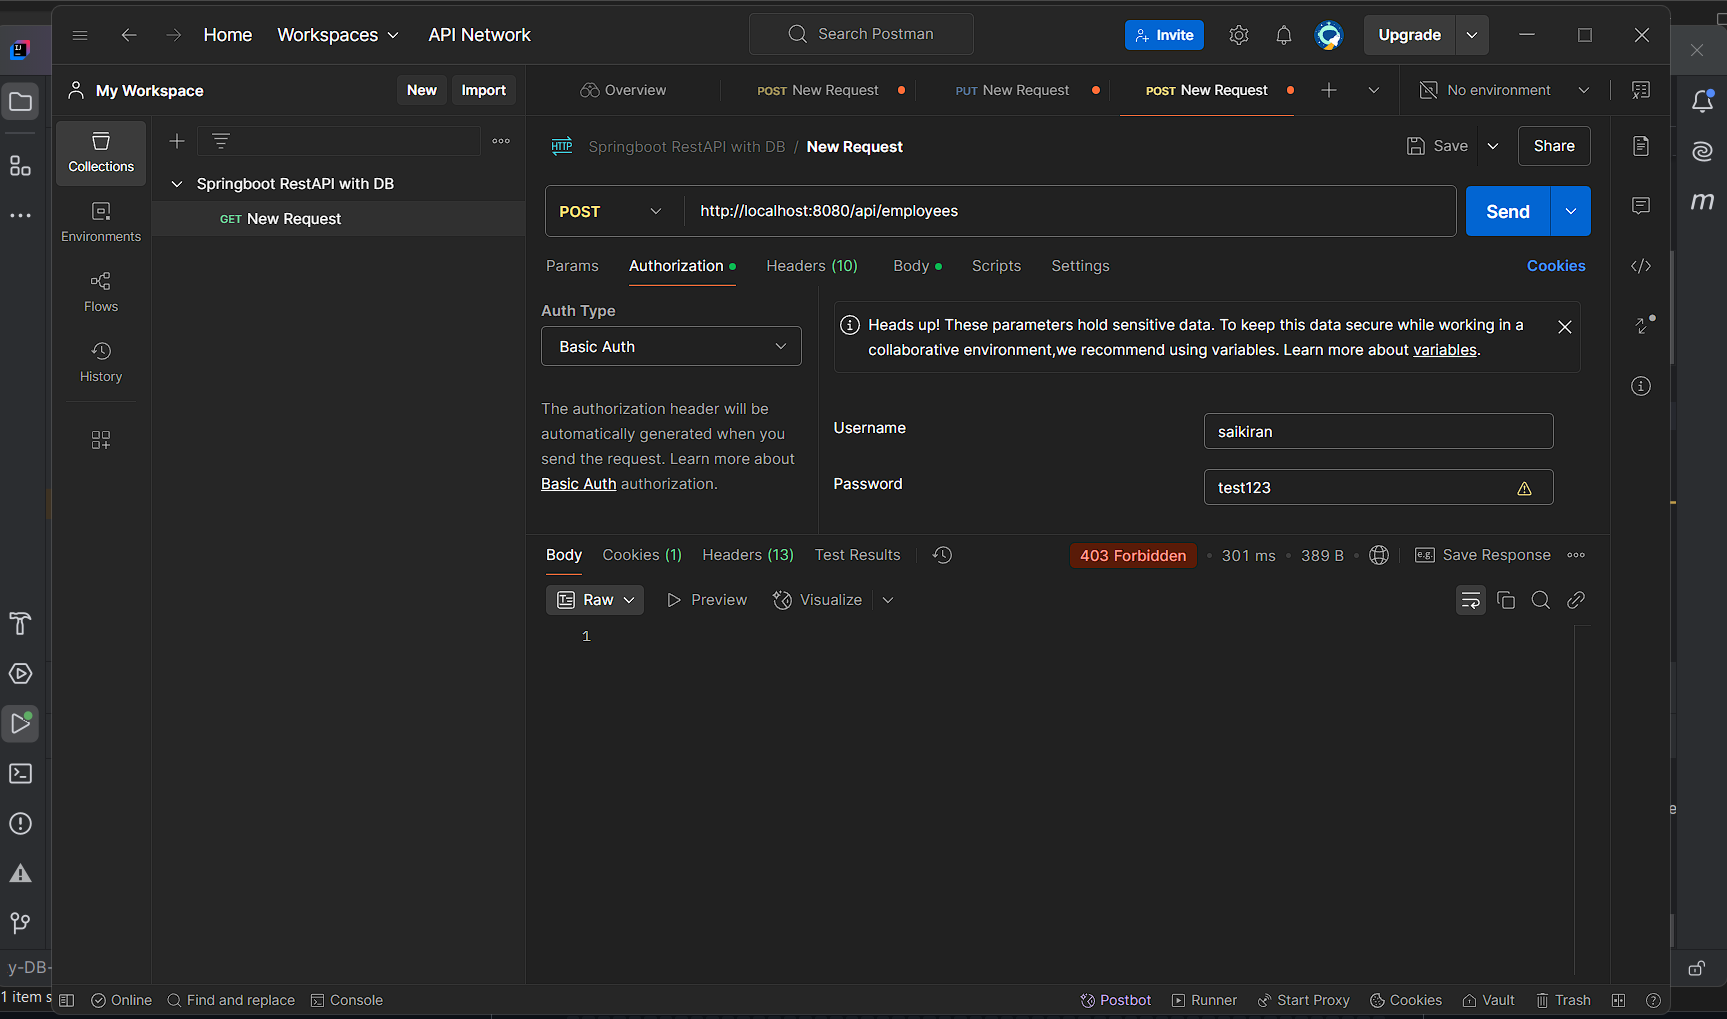 Home
Workspaces
API Network
Search Postman
Invite
Upgrade
My Workspace
New
Import
Overview
POST New Request
PUT New Request
POST New Request
No environment
Collections
Environments
Flows
History
Springboot RestAPI with DB
GET New Request
HTTP
Springboot RestAPI with DB / New Request
Save
Share
POST
http://localhost:8080/api/employees
Send
Params
Authorization
Headers (10)
Body
Scripts
Settings
Cookies
Auth Type
Basic Auth
The authorization header will be
automatically generated when you
send the request. Learn more about
Basic Auth authorization.
Heads up! These parameters hold sensitive data. To keep this data secure while working in a
collaborative environment,we recommend using variables. Learn more about variables.
Username
saikiran
Password
test123
Body
Cookies (1)
Headers (13)
Test Results
403 Forbidden
301 ms
389 B
e.g.
Save Response
Raw
Preview
Visualize
1
m
e
y-DB-
1 item s
Online
Find and replace
Console
Postbot
Runner
Start Proxy
Cookies
Vault
Trash